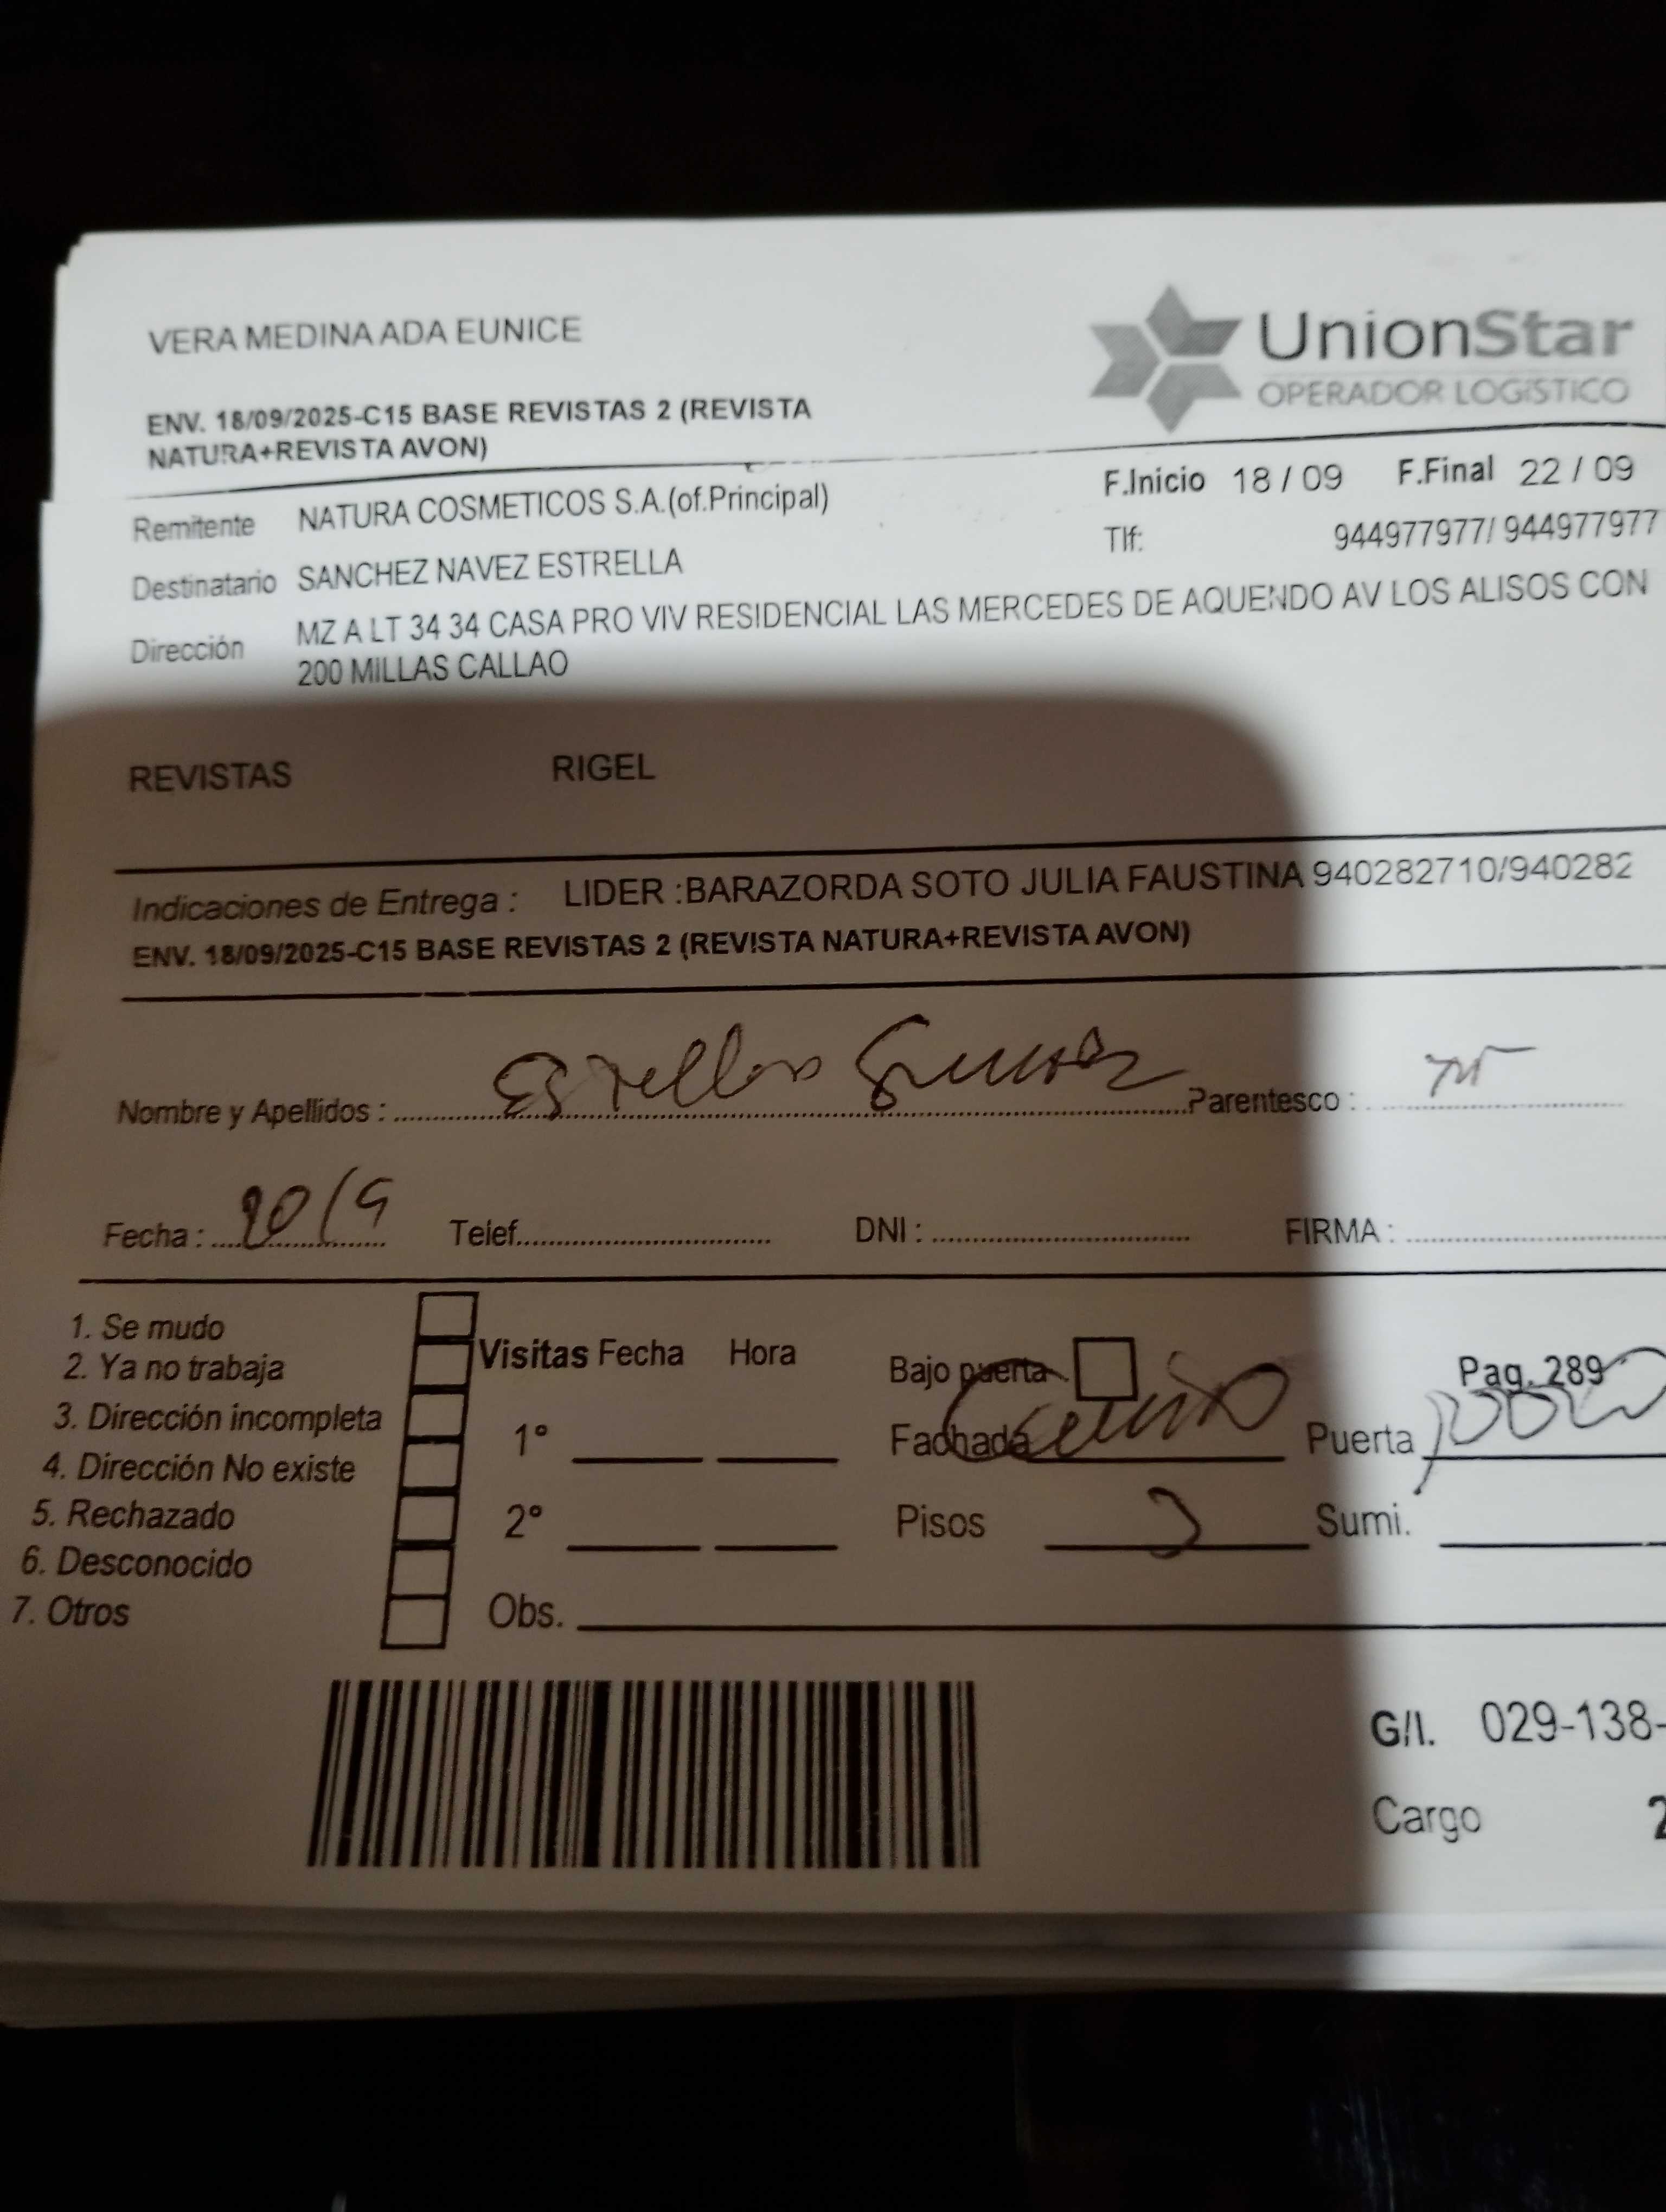 VERA MEDINA ADA EUNICE
UnionStar
OPERADOR LOGÍSTICO
ENV. 18/09/2025-C15 BASE REVISTAS 2 (REVISTA
NATURA+REVISTA AVON)
F.Inicio 18 / 09 F.Final 22 / 09
Remitente NATURA COSMETICOS S.A.(of.Principal)
Tlf: 944977977/ 944977977
Destinatario SANCHEZ NAVEZ ESTRELLA
Dirección MZ A LT 34 34 CASA PRO VIV RESIDENCIAL LAS MERCEDES DE AQUENDO AV LOS ALISOS CON
200 MILLAS CALLAO
REVISTAS RIGEL
Indicaciones de Entrega : LIDER :BARAZORDA SOTO JULIA FAUSTINA 940282710/940282
ENV. 18/09/2025-C15 BASE REVISTAS 2 (REVISTA NATURA+REVISTA AVON)
Nombre y Apellidos : Estrella Parentesco :
Fecha : 20/9 Telef. DNI : FIRMA :
1. Se mudo
2. Ya no trabaja
3. Dirección incompleta
4. Dirección No existe
5. Rechazado
6. Desconocido
7. Otros
Visitas Fecha Hora
1°
2°
Obs.
Bajo puerta
Pag. 289
Fachada Puerta
Pisos Sumi.
G/I. 029-138-
Cargo 2